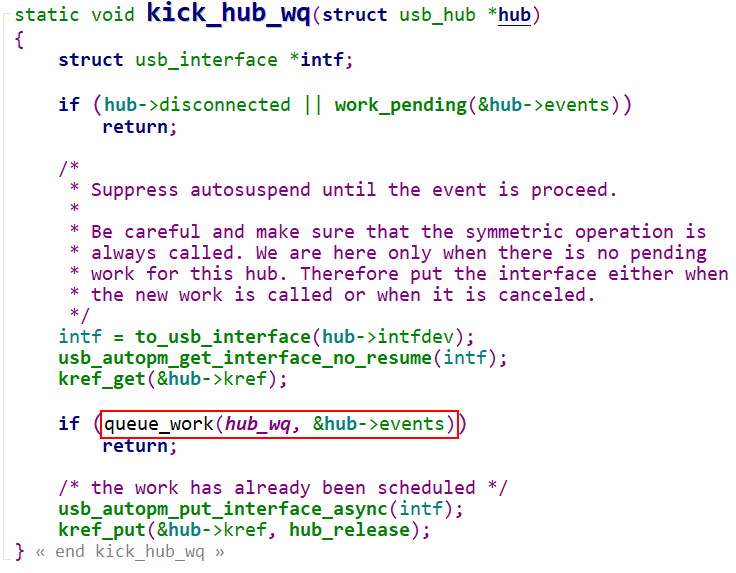 static void kick_hub_wq(struct usb_hub *hub)
{
    struct usb_interface *intf;

    if (hub->disconnected || work_pending(&hub->events))
        return;

    /*
     * Suppress autosuspend until the event is proceed.
     *
     * Be careful and make sure that the symmetric operation is
     * always called. We are here only when there is no pending
     * work for this hub. Therefore put the interface either when
     * the new work is called or when it is canceled.
     */
    intf = to_usb_interface(hub->intfdev);
    usb_autopm_get_interface_no_resume(intf);
    kref_get(&hub->kref);

    if (queue_work(hub_wq, &hub->events))
        return;

    /* the work has already been scheduled */
    usb_autopm_put_interface_async(intf);
    kref_put(&hub->kref, hub_release);
} « end kick_hub_wq »